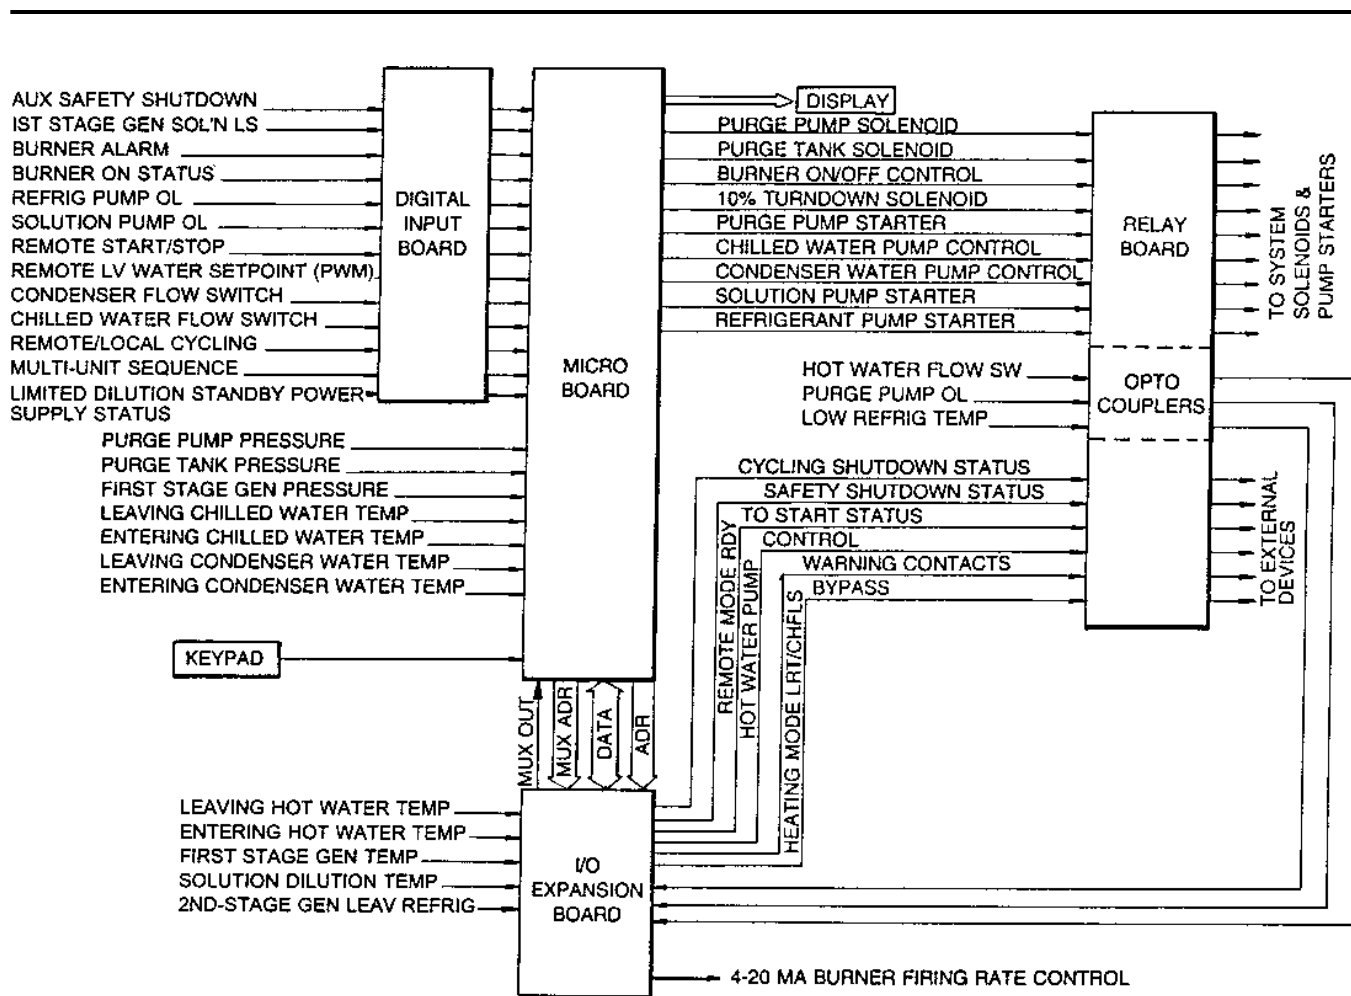 AUX SAFETY SHUTDOWN
IST STAGE GEN SOL'N LS
BURNER ALARM
BURNER ON STATUS
REFRIG PUMP OL
SOLUTION PUMP OL
REMOTE START/STOP
REMOTE LV WATER SETPOINT (PWM)
CONDENSER FLOW SWITCH
CHILLED WATER FLOW SWITCH
REMOTE/LOCAL CYCLING
MULTI-UNIT SEQUENCE
LIMITED DILUTION STANDBY POWER
SUPPLY STATUS
DIGITAL
INPUT
BOARD
PURGE PUMP PRESSURE
PURGE TANK PRESSURE
FIRST STAGE GEN PRESSURE
LEAVING CHILLED WATER TEMP
ENTERING CHILLED WATER TEMP
LEAVING CONDENSER WATER TEMP
ENTERING CONDENSER WATER TEMP
KEYPAD
MICRO
BOARD
DISPLAY
PURGE PUMP SOLENOID
PURGE TANK SOLENOID
BURNER ON/OFF CONTROL
10% TURNDOWN SOLENOID
PURGE PUMP STARTER
CHILLED WATER PUMP CONTROL
CONDENSER WATER PUMP CONTROL
SOLUTION PUMP STARTER
REFRIGERANT PUMP STARTER
HOT WATER FLOW SW
PURGE PUMP OL
LOW REFRIG TEMP
RELAY
BOARD
OPTO
COUPLERS
TO SYSTEM
SOLENOIDS &
PUMP STARTERS
CYCLING SHUTDOWN STATUS
SAFETY SHUTDOWN STATUS
TO START STATUS
CONTROL
WARNING CONTACTS
BYPASS
REMOTE MODE RDY
HOT WATER PUMP
HEATING MODE LRT/CHFLS
TO EXTERNAL
DEVICES
MUX OUT
MUX ADR
DATA
ADR
LEAVING HOT WATER TEMP
ENTERING HOT WATER TEMP
FIRST STAGE GEN TEMP
SOLUTION DILUTION TEMP
2ND-STAGE GEN LEAV REFRIG
I/O
EXPANSION
BOARD
4-20 MA BURNER FIRING RATE CONTROL